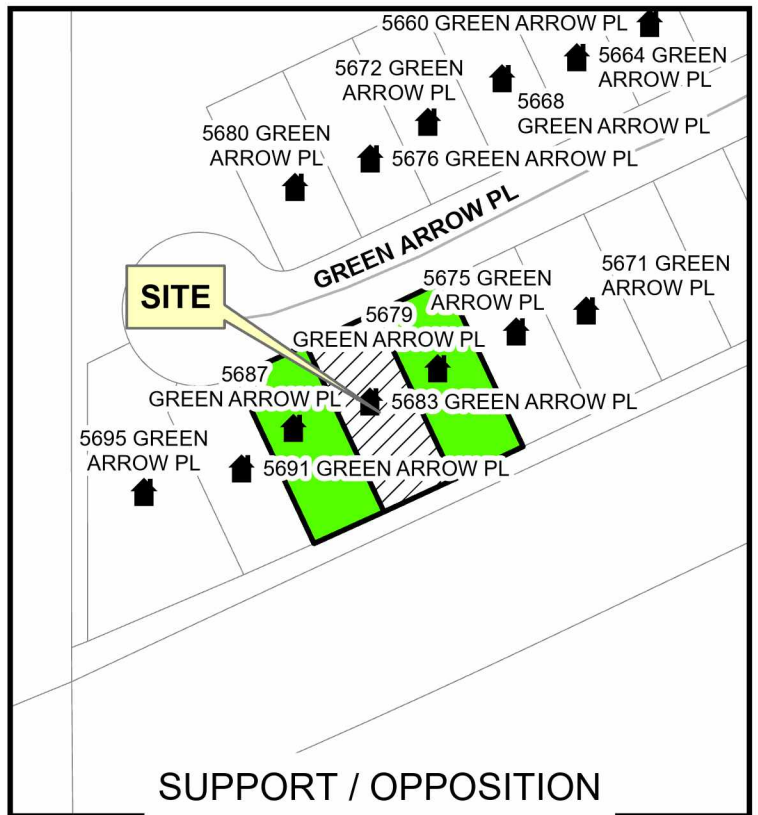 5660 GREEN ARROW PL
5664 GREEN
ARROW PL
5672 GREEN
ARROW PL
5668
GREEN ARROW PL
5680 GREEN
ARROW PL
5676 GREEN ARROW PL
GREEN ARROW PL
5671 GREEN
ARROW PL
5675 GREEN
ARROW PL
SITE
5679
GREEN ARROW PL
5687
GREEN ARROW PL
5683 GREEN ARROW PL
5695 GREEN
ARROW PL
5691 GREEN ARROW PL
SUPPORT / OPPOSITION